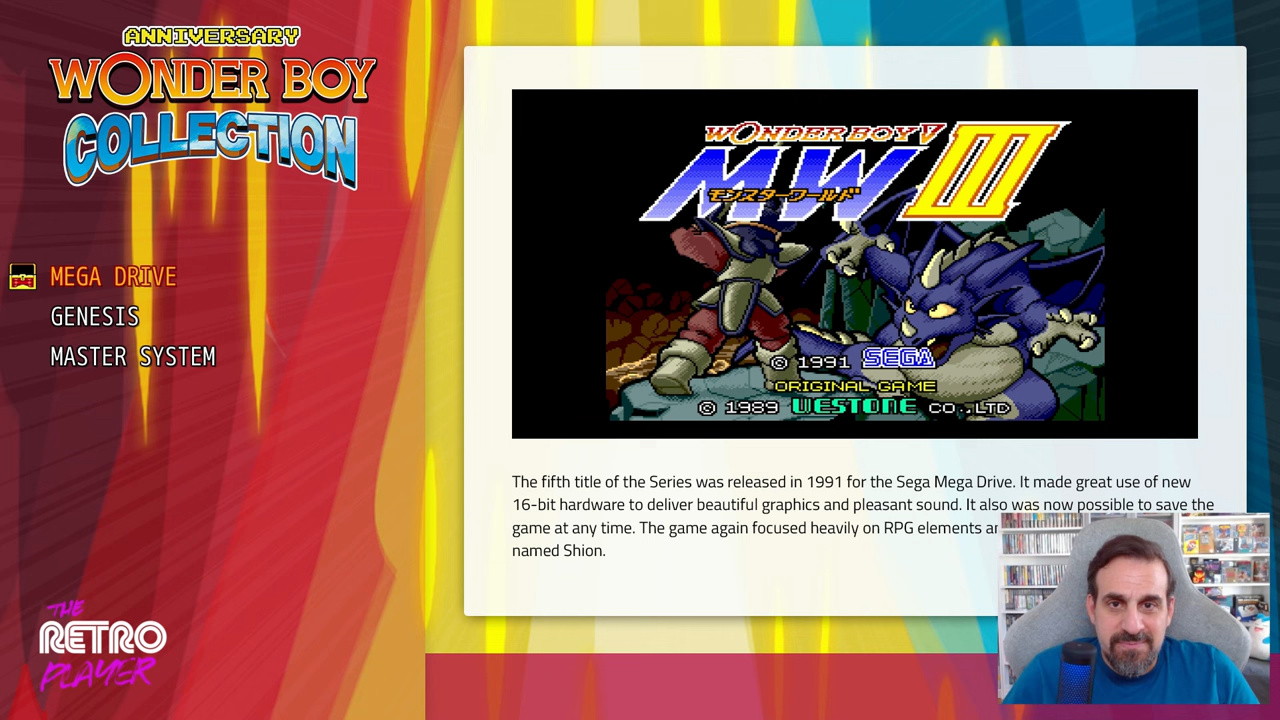 ANNIVERSARY
WONDER BOY
COLLECTION
MEGA DRIVE
GENESIS
MASTER SYSTEM
WONDER BOY V
MW III
モンスターワールド
© 1991 SEGA
ORIGINAL GAME
© 1989 WESTONE CO.,LTD
The fifth title of the Series was released in 1991 for the Sega Mega Drive. It made great use of new
16-bit hardware to deliver beautiful graphics and pleasant sound. It also was now possible to save the
game at any time. The game again focused heavily on RPG elements
named Shion.
THE
RETRO
PLAYER